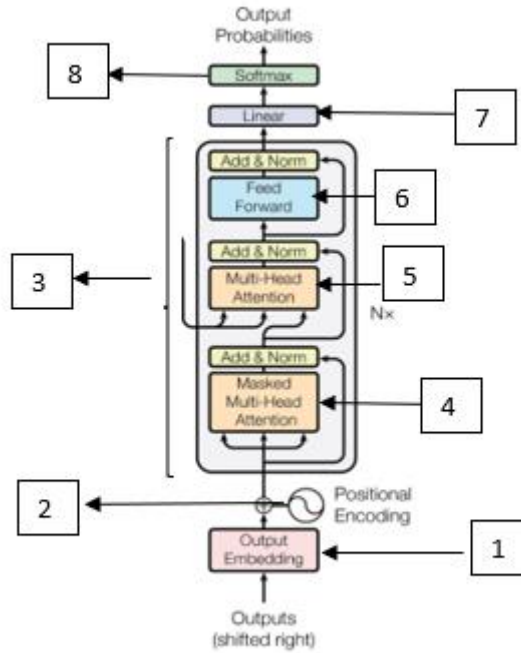 Output
Probabilities
8
Softmax
Linear
7
Add & Norm
Feed
Forward
6
Add & Norm
3
Multi-Head
Attention
5
Nx
Add & Norm
Masked
Multi-Head
Attention
4
2
Positional
Encoding
Output
Embedding
1
Outputs
(shifted right)